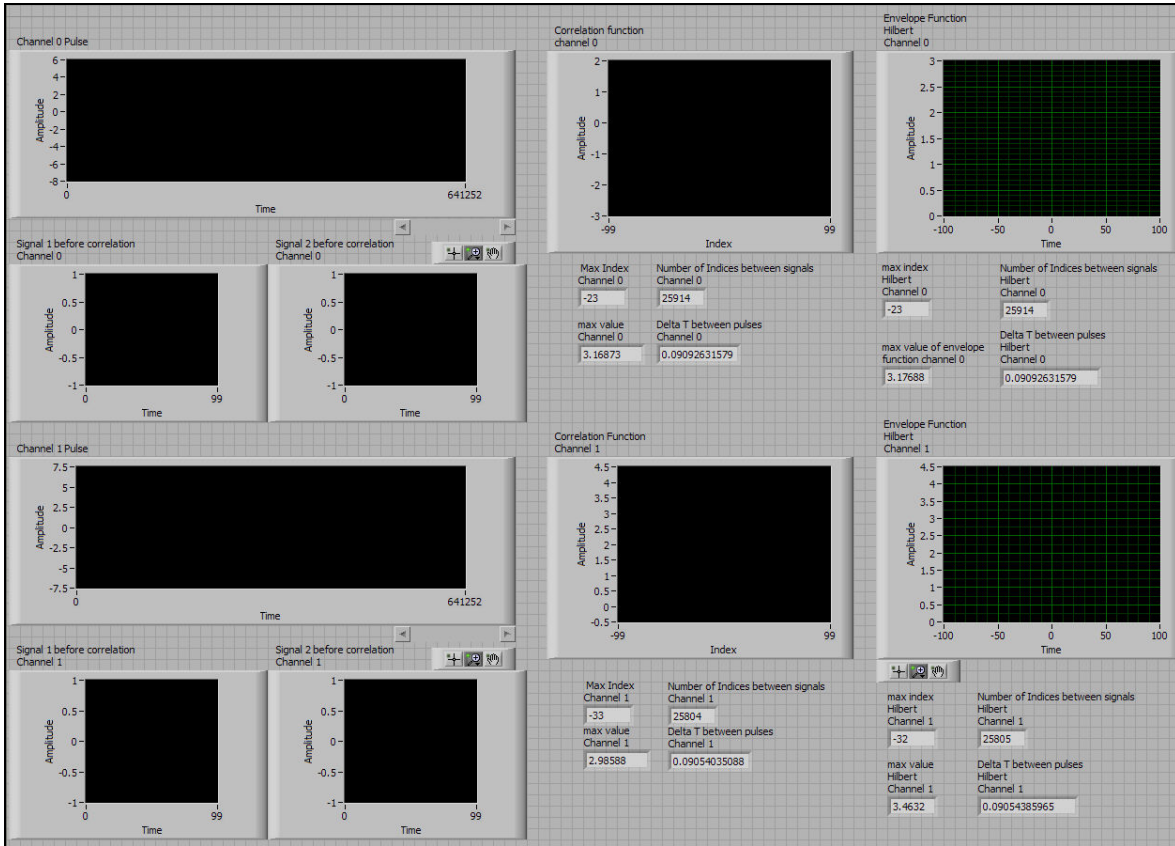 Channel 0 Pulse
6
4
2
0
-2
-4
-6
-8
Amplitude
0
641252
Time
Correlation function
channel 0
2
1
0
-1
-2
-3
Amplitude
-99
99
Index
Envelope Function
Hilbert
Channel 0
3
2.5
2
1.5
1
0.5
0
Amplitude
-100
-50
0
50
100
Time
Signal 1 before correlation
Channel 0
1
0.5
0
-0.5
-1
Amplitude
0
99
Time
Signal 2 before correlation
Channel 0
1
0.5
0
-0.5
-1
Amplitude
0
99
Time
Max Index
Channel 0
-23
Number of Indices between signals
Channel 0
25914
max value
Channel 0
3.16873
Delta T between pulses
Channel 0
0.09092631579
max index
Hilbert
Channel 0
-23
Number of Indices between signals
Hilbert
Channel 0
25914
max value of envelope
function channel 0
3.17688
Delta T between pulses
Hilbert
Channel 0
0.09092631579
Channel 1 Pulse
7.5
5
2.5
0
-2.5
-5
-7.5
Amplitude
0
641252
Time
Correlation Function
Channel 1
4.5
4
3.5
3
2.5
2
1.5
1
0.5
0
-0.5
Amplitude
-99
99
Index
Envelope Function
Hilbert
Channel 1
4.5
4
3.5
3
2.5
2
1.5
1
0.5
0
Amplitude
-100
-50
0
50
100
Time
Signal 1 before correlation
Channel 1
1
0.5
0
-0.5
-1
Amplitude
0
99
Time
Signal 2 before correlation
Channel 1
1
0.5
0
-0.5
-1
Amplitude
0
99
Time
Max Index
Channel 1
-33
Number of Indices between signals
Channel 1
25804
max value
Channel 1
2.98588
Delta T between pulses
Channel 1
0.09054035088
max index
Hilbert
Channel 1
-32
Number of Indices between signals
Hilbert
Channel 1
25805
max value
Hilbert
Channel 1
3.4632
Delta T between pulses
Hilbert
Channel 1
0.09054385965